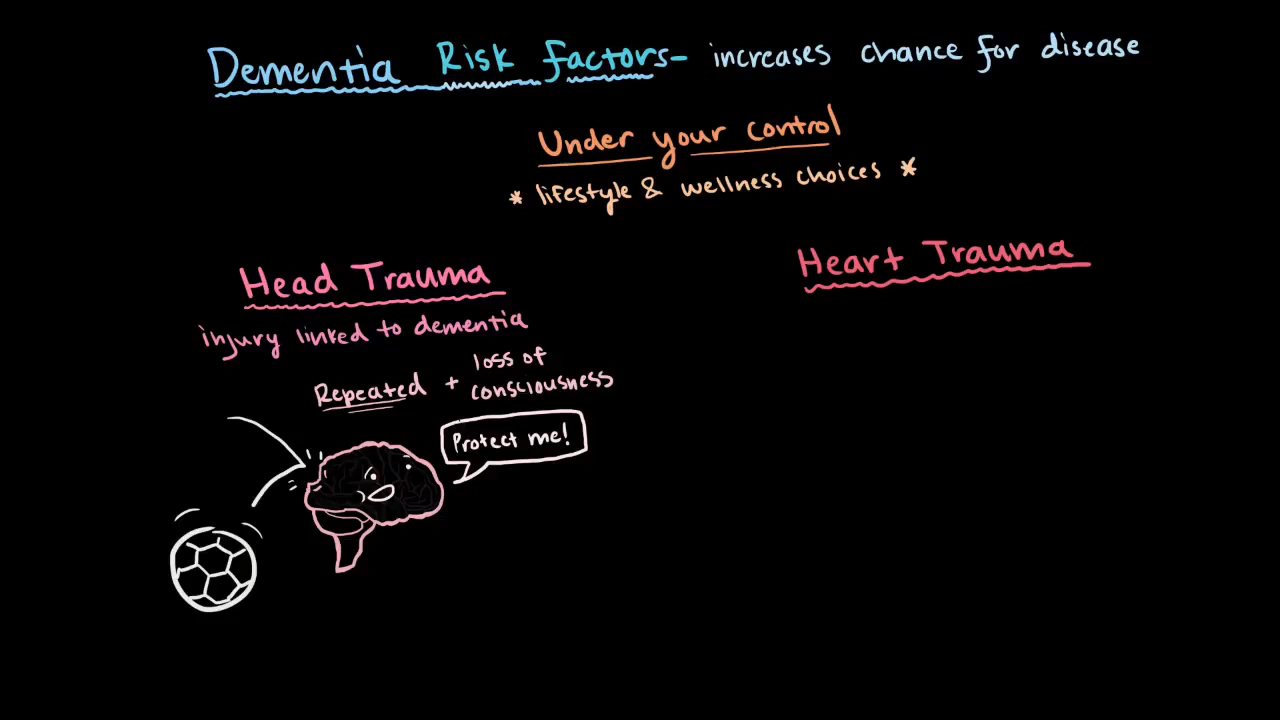 Dementia Risk Factors- increases chance for disease
Under your control
* lifestyle & wellness choices *
Head Trauma
injury linked to dementia
Repeated + loss of
consciousness
Protect me!
Heart Trauma